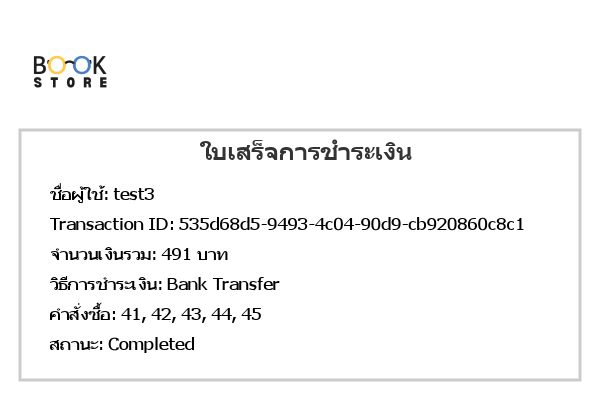 BOOK
STORE
ใบเสร็จการชำระเงิน
ชื่อผู้ใช้: test3
Transaction ID: 535d68d5-9493-4c04-90d9-cb920860c8c1
จำนวนเงินรวม: 491 บาท
วิธีการชำระเงิน: Bank Transfer
คำสั่งซื้อ: 41, 42, 43, 44, 45
สถานะ: Completed